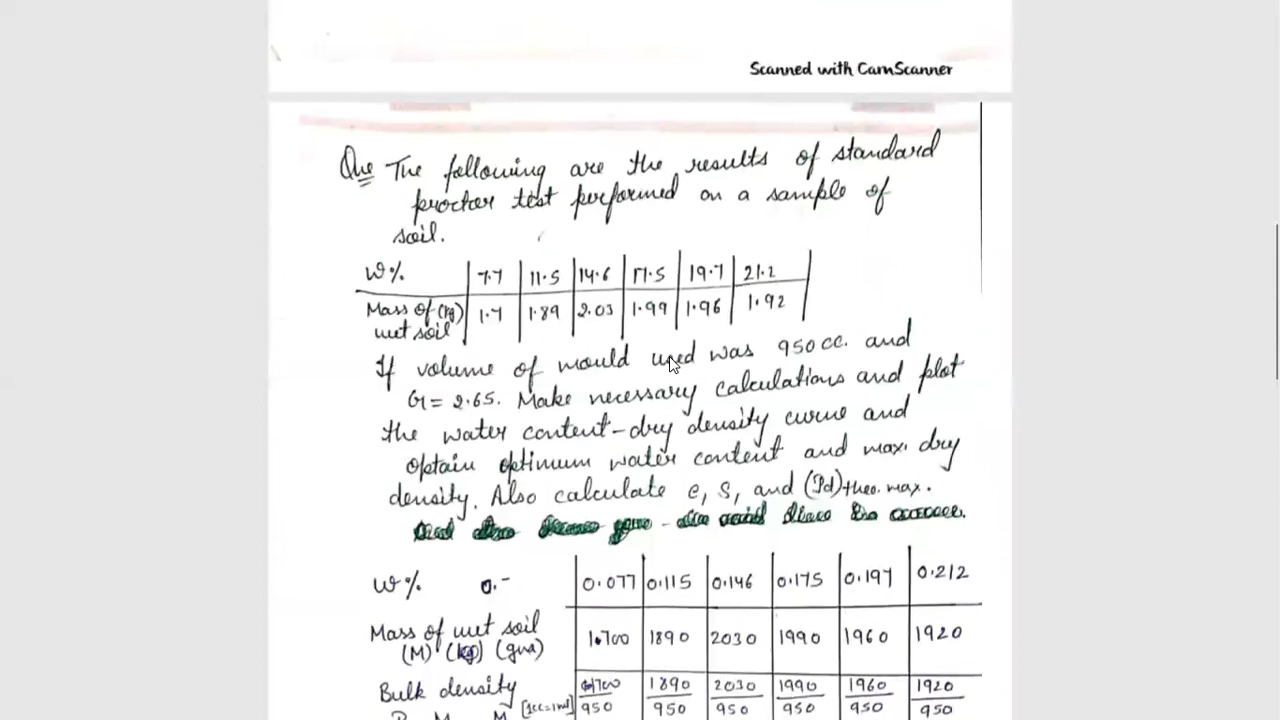 Scanned with CamScanner
Que The following are the results of standard
proctor test performed on a sample of
soil.
W% 7.7 11.5 14.6 17.5 19.7 21.2
Mass of (kg) wet soil 1.7 1.89 2.03 1.99 1.96 1.92
If volume of mould used was 950 cc. and
G = 2.65. Make necessary calculations and plot
the water content-dry density curve and
optain optimum water content and max. dry
density. Also calculate e, S, and (ρd)theo. max.
W% 0.- 0.077 0.115 0.146 0.175 0.197 0.212
Mass of wet soil
(M) (kg) (gm) 1700 1890 2030 1990 1960 1920
Bulk density 1700/950 1890/950 2030/950 1990/950 1960/950 1920/950
[1cc=1ml]